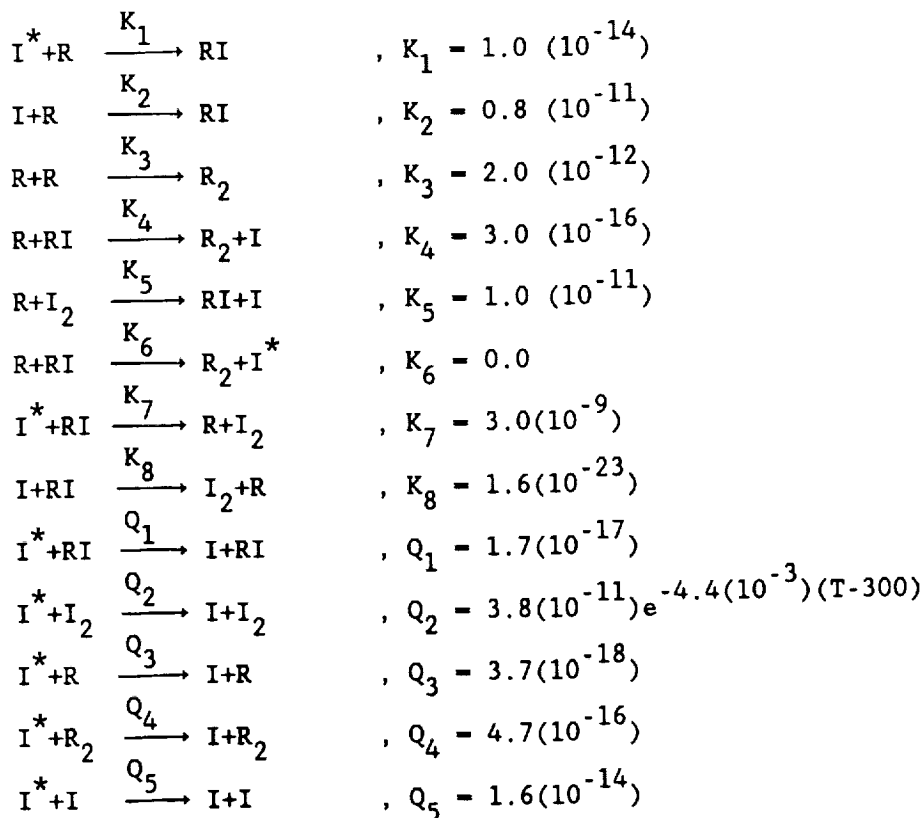 I*+R K₁→ RI , K₁ = 1.0 (10⁻¹⁴)
I+R K₂→ RI , K₂ = 0.8 (10⁻¹¹)
R+R K₃→ R₂ , K₃ = 2.0 (10⁻¹²)
R+RI K₄→ R₂+I , K₄ = 3.0 (10⁻¹⁶)
R+I₂ K₅→ RI+I , K₅ = 1.0 (10⁻¹¹)
R+RI K₆→ R₂+I* , K₆ = 0.0
I*+RI K₇→ R+I₂ , K₇ = 3.0(10⁻⁹)
I+RI K₈→ I₂+R , K₈ = 1.6(10⁻²³)
I*+RI Q₁→ I+RI , Q₁ = 1.7(10⁻¹⁷)
I*+I₂ Q₂→ I+I₂ , Q₂ = 3.8(10⁻¹¹)e^-4.4(10⁻³)(T-300)
I*+R Q₃→ I+R , Q₃ = 3.7(10⁻¹⁸)
I*+R₂ Q₄→ I+R₂ , Q₄ = 4.7(10⁻¹⁶)
I*+I Q₅→ I+I , Q₅ = 1.6(10⁻¹⁴)